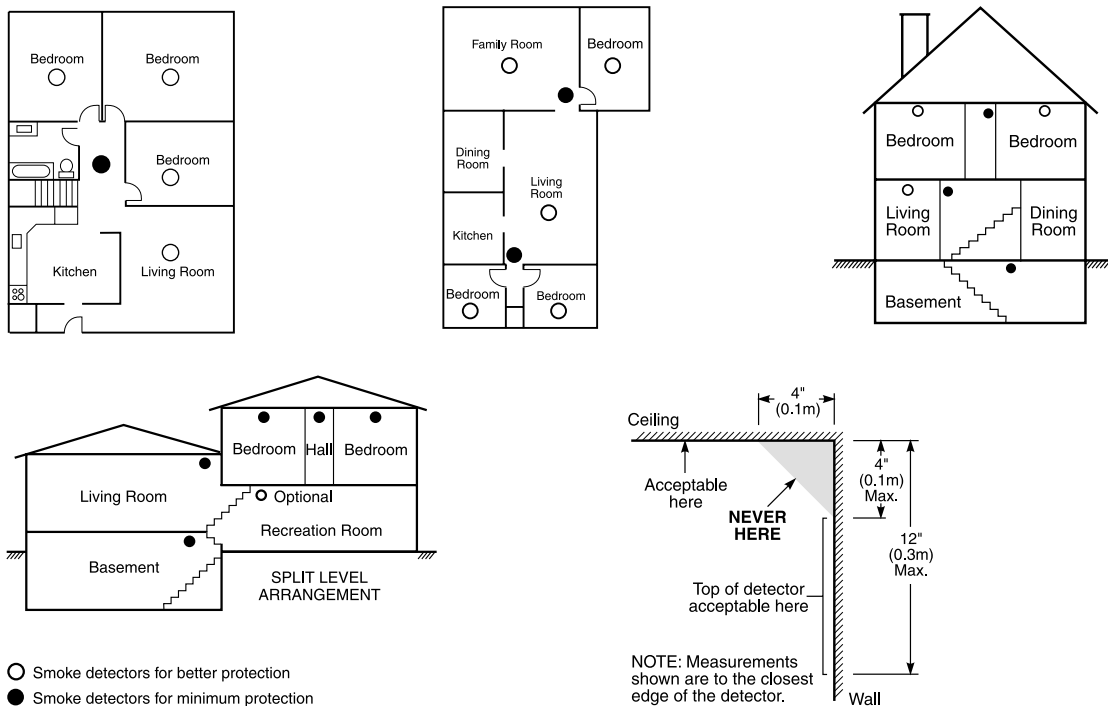 Bedroom
Bedroom
Bedroom
Kitchen
Living Room
Family Room
Bedroom
Dining
Room
Living
Room
Kitchen
Bedroom
Bedroom
Bedroom
Bedroom
Living
Room
Dining
Room
Basement
Bedroom
Hall
Bedroom
Living Room
Optional
Recreation Room
Basement
SPLIT LEVEL
ARRANGEMENT
Smoke detectors for better protection
Smoke detectors for minimum protection
4"
(0.1m)
Ceiling
Acceptable
here
NEVER
HERE
4"
(0.1m)
Max.
12"
(0.3m)
Max.
Top of detector
acceptable here
NOTE: Measurements
shown are to the closest
edge of the detector.
Wall